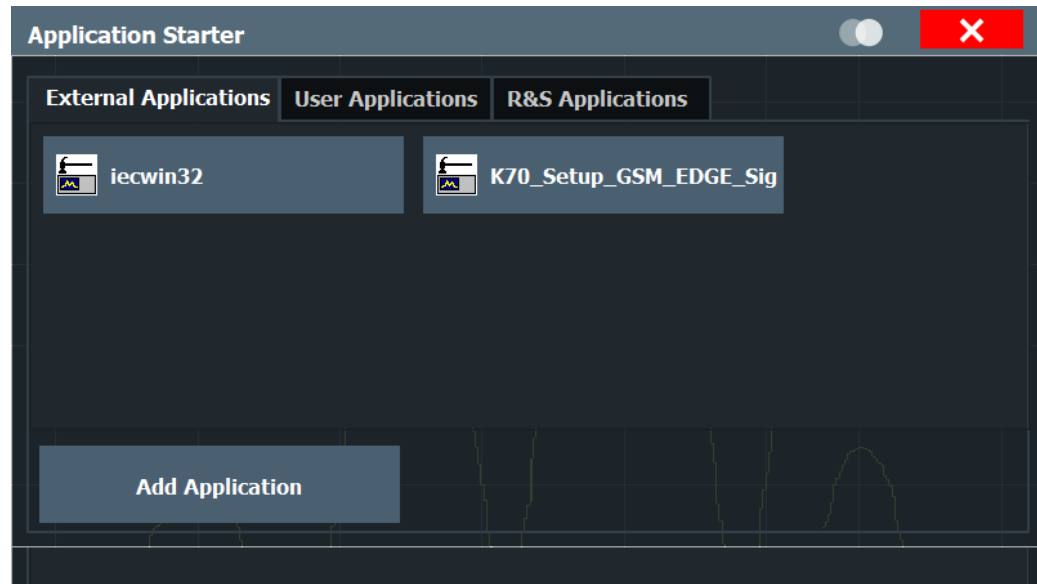 Application Starter
External Applications User Applications R&S Applications
iecwin32 K70_Setup_GSM_EDGE_Sig
Add Application